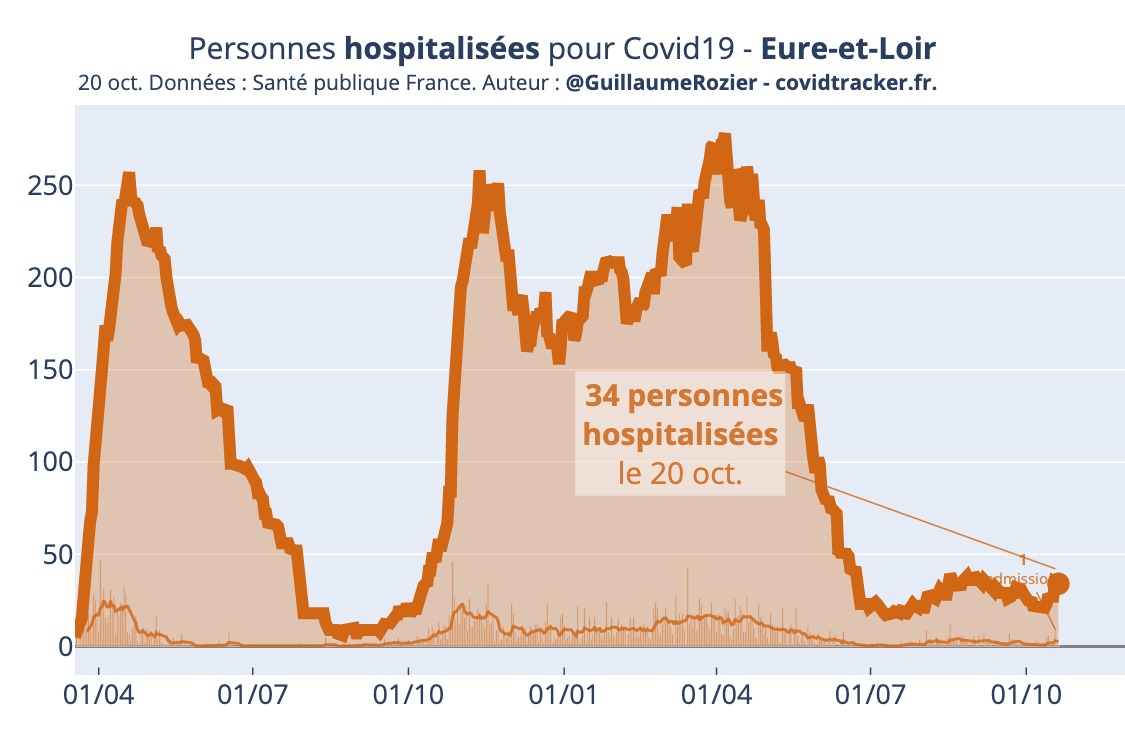 Personnes hospitalisées pour Covid19 - Eure-et-Loir
20 oct. Données : Santé publique France. Auteur : @GuillaumeRozier - covidtracker.fr.
250
200
150
100
50
0
34 personnes
hospitalisées
le 20 oct.
1
01/04
01/07
01/10
01/01
01/04
01/07
01/10